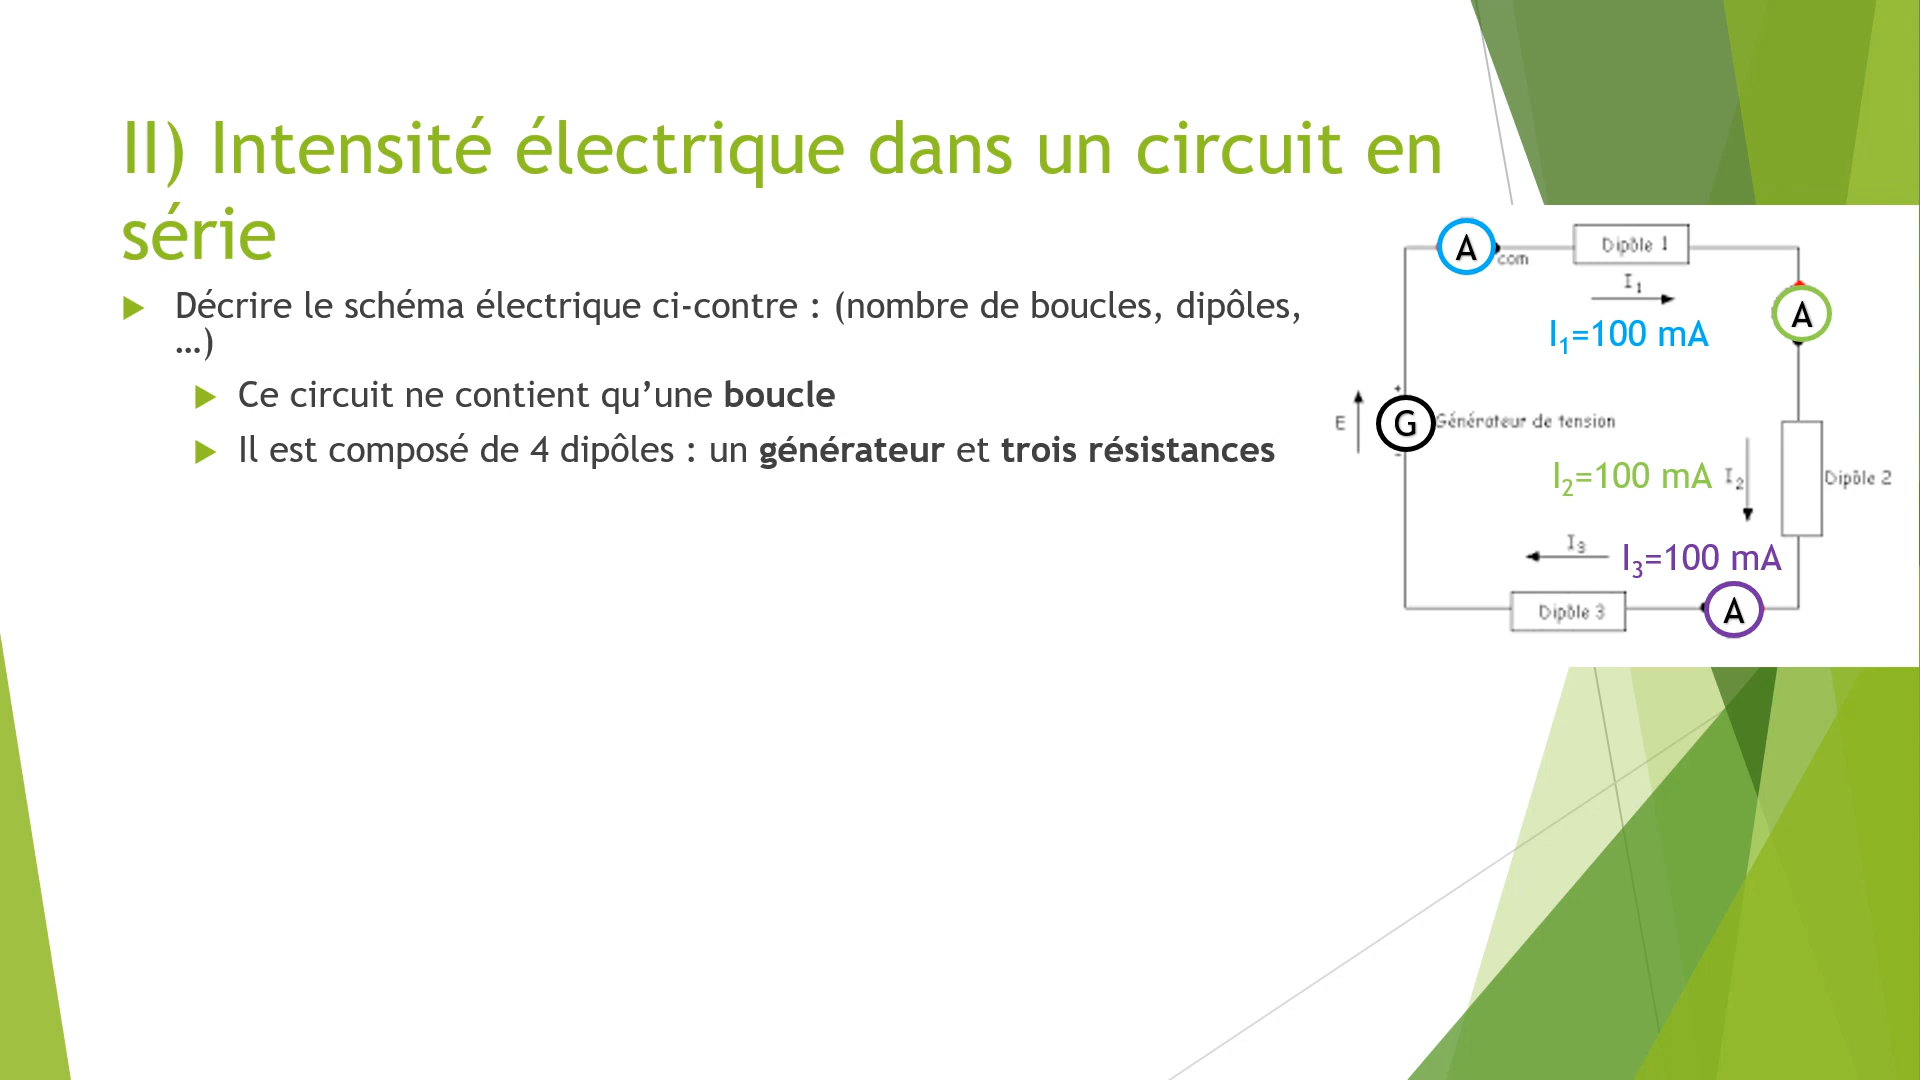 II) Intensité électrique dans un circuit en
série
Décrire le schéma électrique ci-contre : (nombre de boucles, dipôles,
…)
Ce circuit ne contient qu’une boucle
Il est composé de 4 dipôles : un générateur et trois résistances
A
com
Dipôle 1
I1
I1=100 mA
A
+
E
G
Générateur de tension
-
I2=100 mA
I2
Dipôle 2
I3
I3=100 mA
Dipôle 3
A